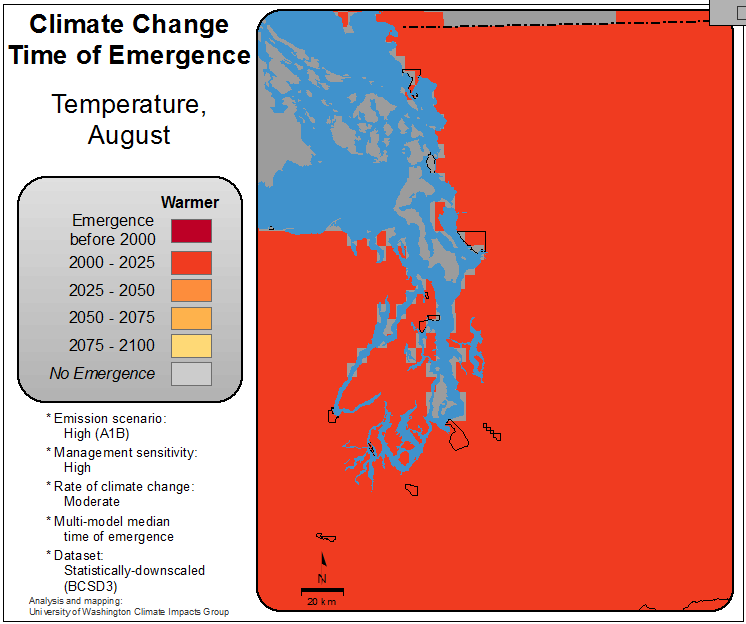 Climate Change
Time of Emergence
Temperature,
August
Warmer
Emergence
before 2000
2000 - 2025
2025 - 2050
2050 - 2075
2075 - 2100
No Emergence
* Emission scenario:
High (A1B)
* Management sensitivity:
High
* Rate of climate change:
Moderate
* Multi-model median
time of emergence
* Dataset:
Statistically-downscaled
(BCSD3)
Analysis and mapping:
University of Washington Climate Impacts Group
N
20 km